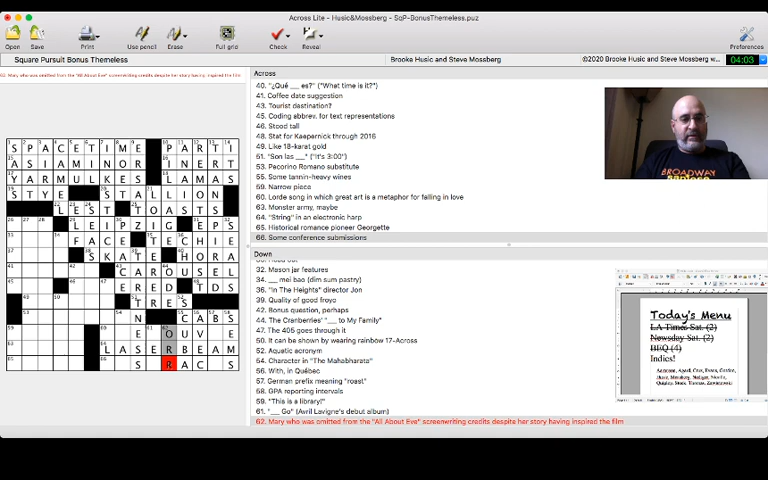 Across Lite - Husic&Mossberg - SqP-BonusThemeless.puz
Open
Save
Print
Use pencil
Erase
Full grid
Check
Reveal
Preferences
Square Pursuit Bonus Themeless
Brooke Husic and Steve Mossberg
©2020 Brooke Husic and Steve Mossberg w...
04:03
62. Mary who was omitted from the "All About Eve" screenwriting credits despite her story having inspired the film
Across
40. "¿Qué ___ es?" ("What time is it?")
41. Coffee date suggestion
43. Tourist destination?
45. Coding abbrev. for text representations
46. Stood tall
48. Stat for Kaepernick through 2016
49. Like 18-karat gold
51. "Son las ___" ("It's 3:00")
53. Pecorino Romano substitute
55. Some tannin-heavy wines
59. Narrow piece
60. Lorde song in which great art is a metaphor for falling in love
63. Monster army, maybe
64. "String" in an electronic harp
65. Historical romance pioneer Georgette
66. Some conference submissions
Down
32. Mason jar features
34. ___ mei bao (dim sum pastry)
36. "In The Heights" director Jon
39. Quality of good froyo
42. Bonus question, perhaps
44. The Cranberries' "___ to My Family"
47. The 405 goes through it
50. It can be shown by wearing rainbow 17-Across
52. Aquatic acronym
54. Character in "The Mahabharata"
56. With, in Québec
57. German prefix meaning "roast"
58. GPA reporting intervals
59. "This is a library!"
61. "___ Go" (Avril Lavigne's debut album)
62. Mary who was omitted from the "All About Eve" screenwriting credits despite her story having inspired the film
SPACETIME PARTI
ASIAMINOR INERT
YARMULKES LAMAS
STYE STALLION
LEST TOASTS
LEIPZIG EPS
FACE TECHIE
SKATE HORA
CAROUSEL
ERED TDS
TRES
N CABS
E OUVE
LASERBEAM
S RACS
BROADWAY
Today's Menu
LA Times Sat. (2)
Newsday Sat. (2)
BEQ (4)
Indies!